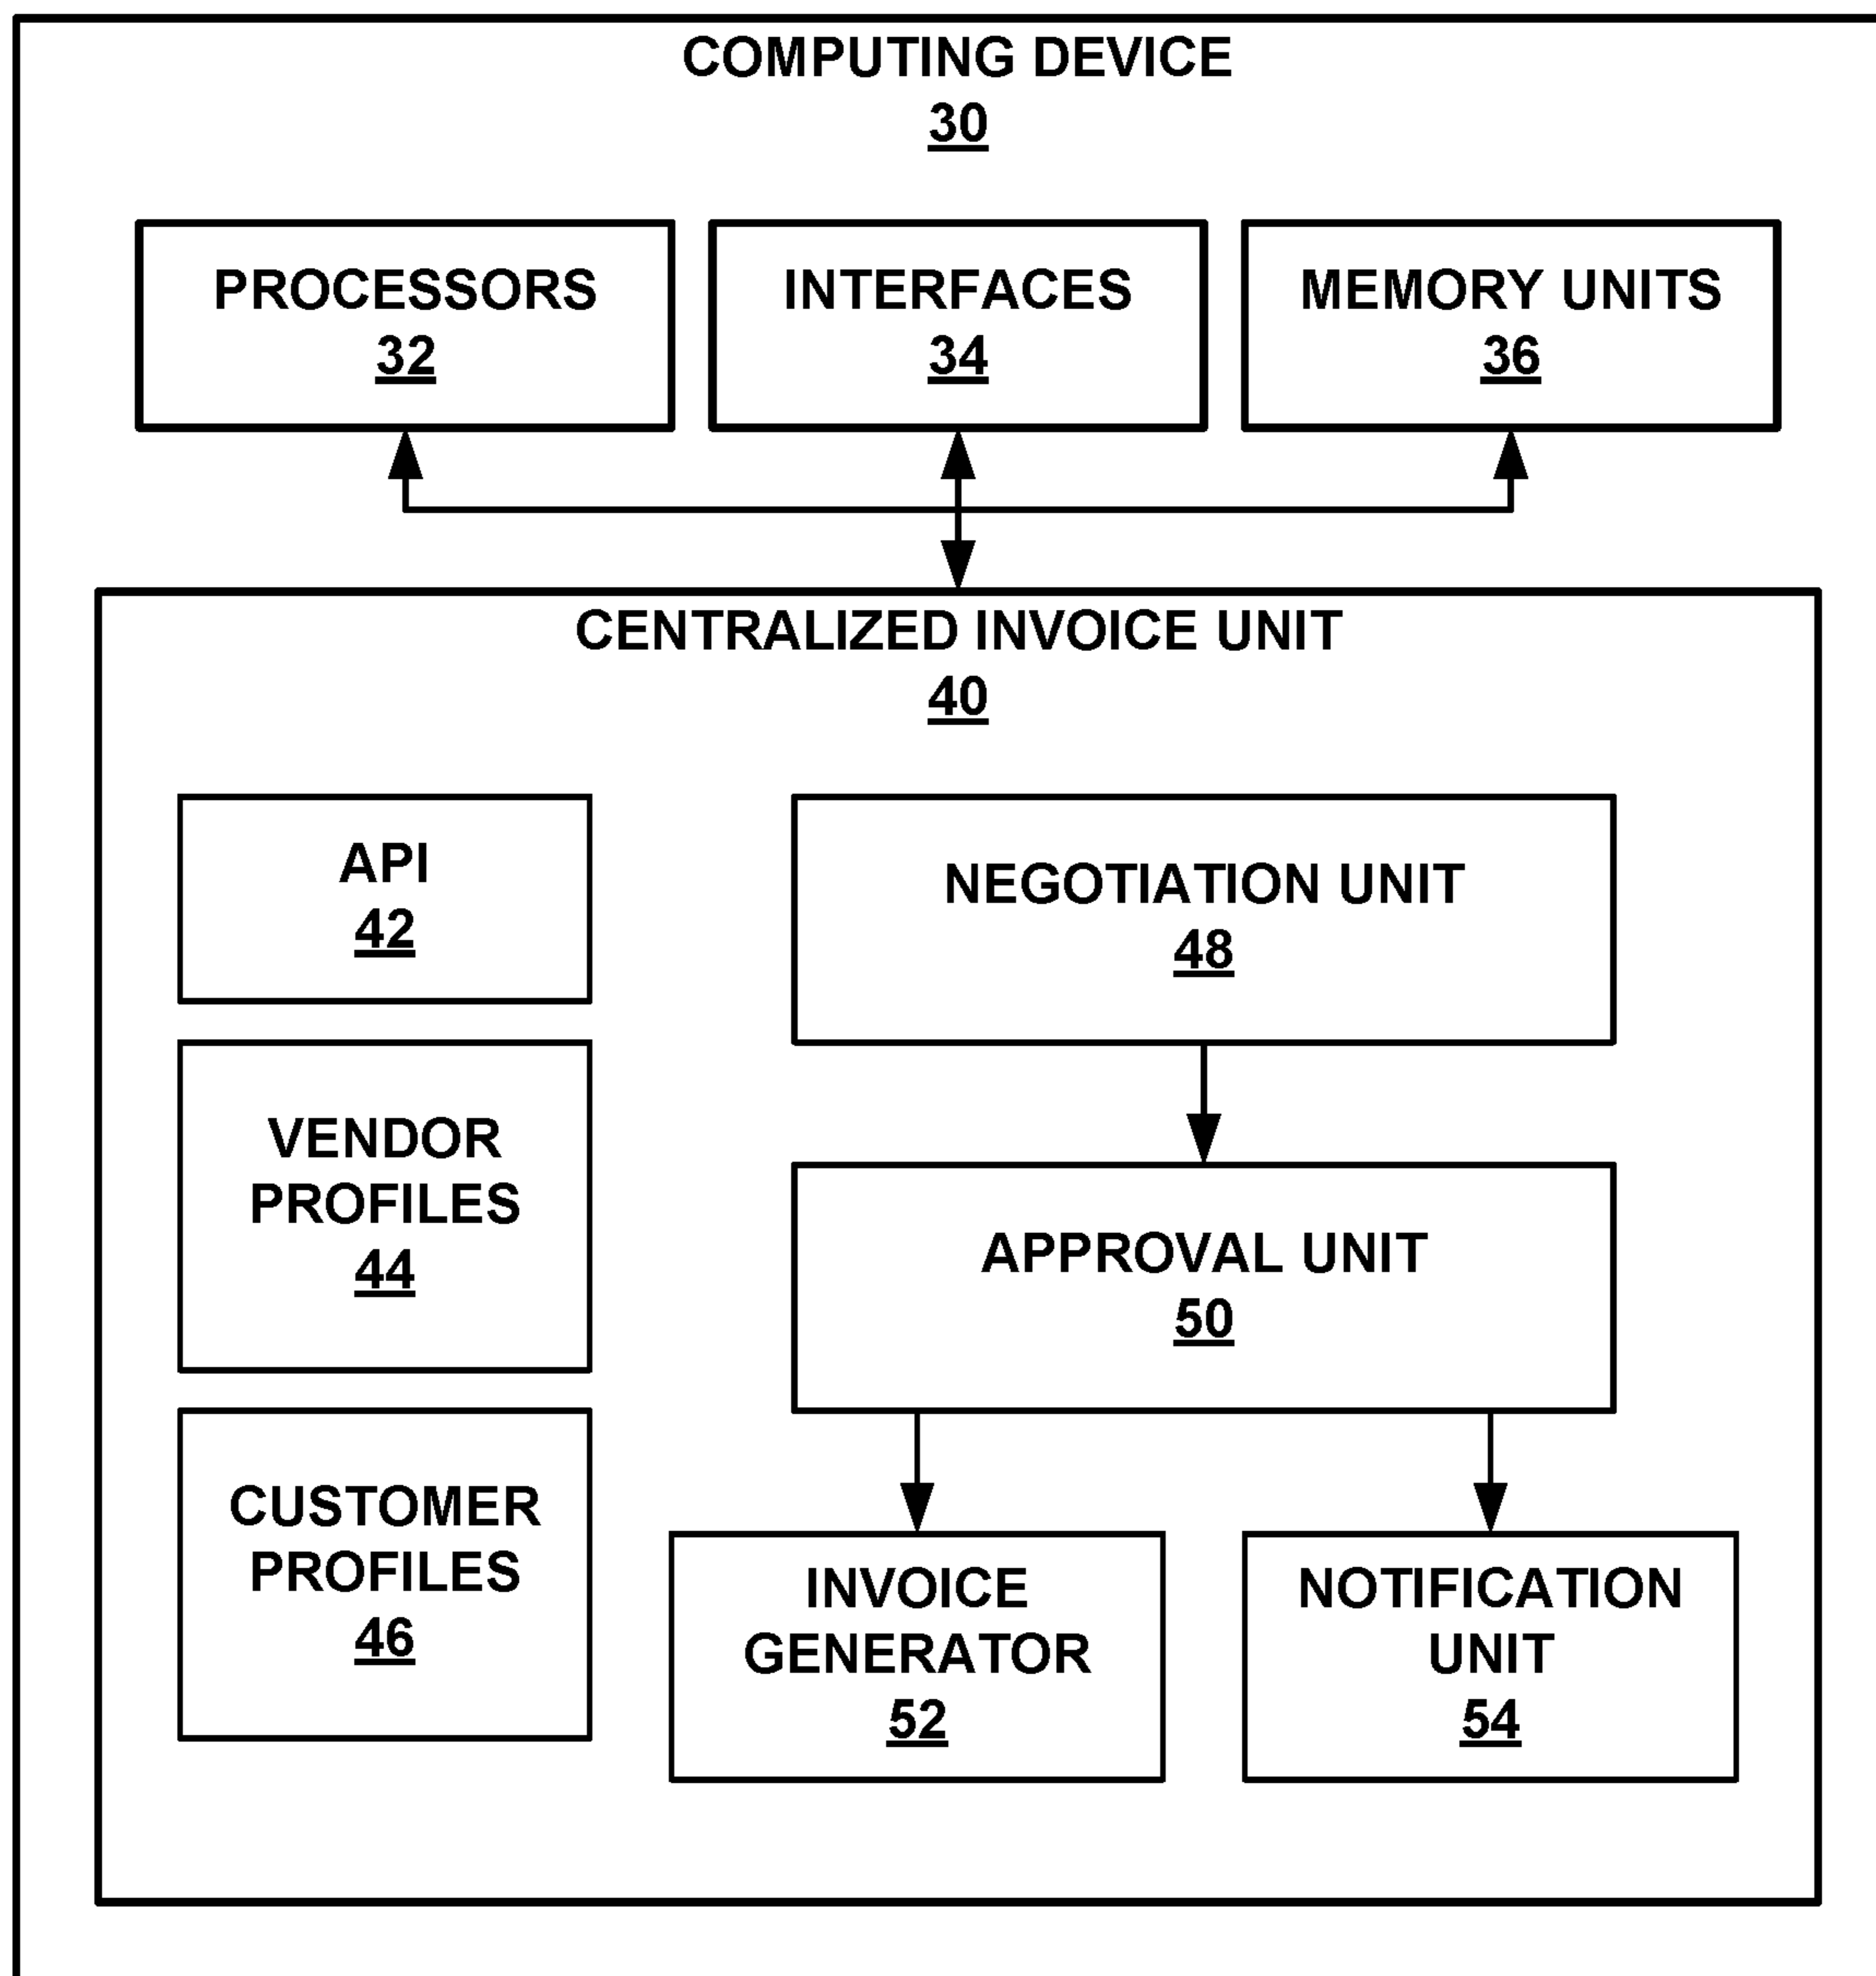 COMPUTING DEVICE
30
PROCESSORS
32
INTERFACES
34
MEMORY UNITS
36
CENTRALIZED INVOICE UNIT
40
API
42
VENDOR
PROFILES
44
CUSTOMER
PROFILES
46
NEGOTIATION UNIT
48
APPROVAL UNIT
50
INVOICE
GENERATOR
52
NOTIFICATION
UNIT
54